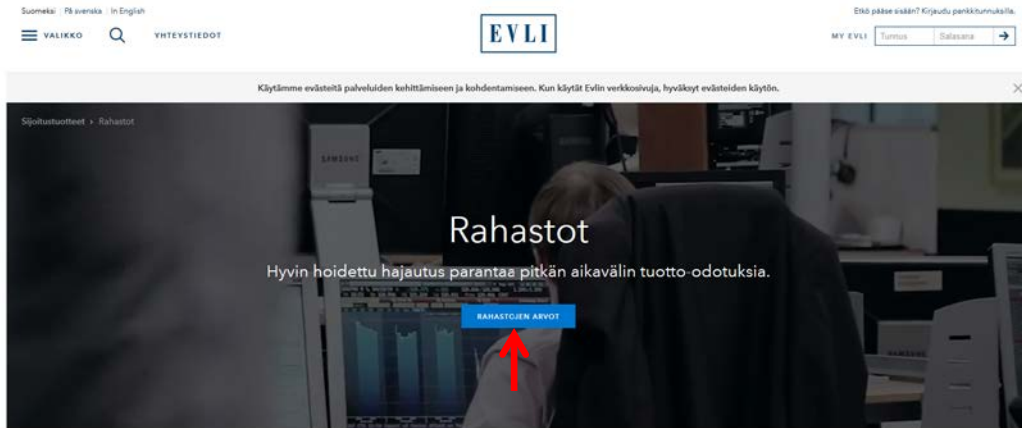 Suomeksi | På svenska | In English
Etkö pääse sisään? Kirjaudu pankkitunnuksilla.
VALIKKO
YHTEYSTIEDOT
EVLI
MY EVLI
Tunnus
Salasana
Käytämme evästeitä palveluiden kehittämiseen ja kohdentamiseen. Kun käytät Evlin verkkosivuja, hyväksyt evästeiden käytön.
Sijoitustuotteet › Rahastot
SAMSUNG
Rahastot
Hyvin hoidettu hajautus parantaa pitkän aikavälin tuotto-odotuksia.
RAHASTOJEN ARVOT
SAMSUNG